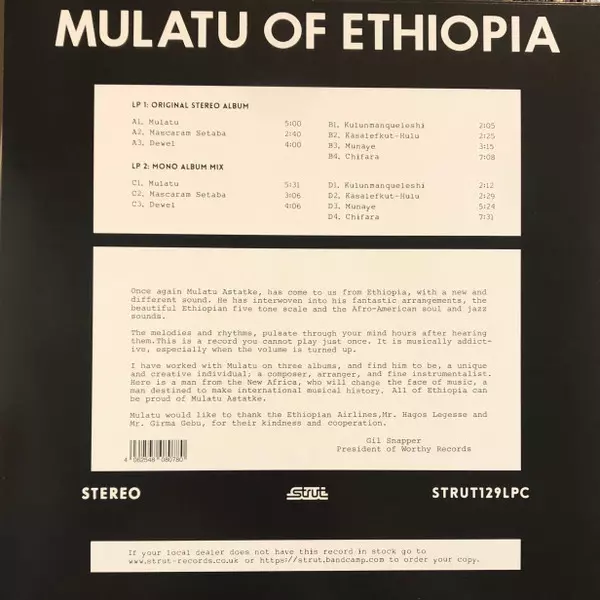 MULATU OF ETHIOPIA
LP 1: ORIGINAL STEREO ALBUM
A1. Mulatu 5:00
A2. Mascaram Setaba 2:40
A3. Dewel 4:00
B1. Kulunmanqueleshi 2:05
B2. Kasalefkut-Hulu 2:25
B3. Munaye 3:15
B4. Chifara 7:08
LP 2: MONO ALBUM MIX
C1. Mulatu 5:31
C2. Mascaram Setaba 3:06
C3. Dewel 4:06
D1. Kulunmanqueleshi 2:12
D2. Kasalefkut-Hulu 2:29
D3. Munaye 5:24
D4. Chifara 7:31
Once again Mulatu Astatke, has come to us from Ethiopia, with a new and
different sound. He has interwoven into his fantastic arrangements, the
beautiful Ethiopian five tone scale and the Afro-American soul and jazz
sounds.
The melodies and rhythms, pulsate through your mind hours after hearing
them.This is a record you cannot play just once. It is musically addict-
ive, especially when the volume is turned up.
I have worked with Mulatu on three albums, and find him to be, a unique
and creative individual; a composer, arranger, and fine instrumentalist.
Here is a man from the New Africa, who will change the face of music, a
man destined to make international musical history. All of Ethiopia can
be proud of Mulatu Astatke.
Mulatu would like to thank the Ethiopian Airlines,Mr. Hagos Legesse and
Mr. Girma Gebu, for their kindness and cooperation.
Gil Snapper
President of Worthy Records
4 062548 080780
STEREO
Strut
STRUT129LPC
If your local dealer does not have this record in stock go to
www.strut-records.co.uk or https://strut.bandcamp.com to order your copy.